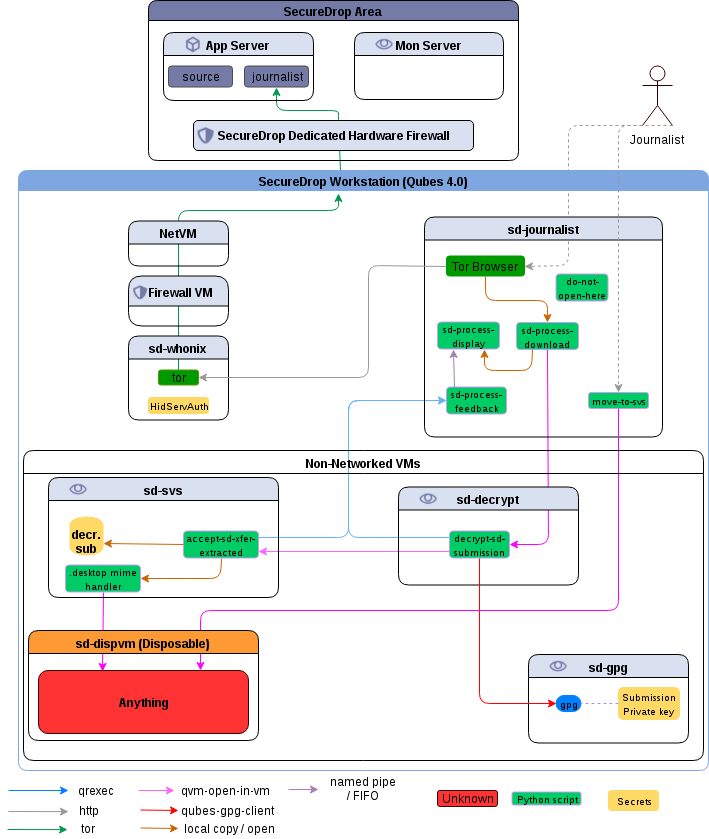 SecureDrop Area
App Server
Mon Server
source
journalist
SecureDrop Dedicated Hardware Firewall
Journalist
SecureDrop Workstation (Qubes 4.0)
NetVM
sd-journalist
Tor Browser
do-not-
open-here
Firewall VM
sd-process-
display
sd-process-
download
sd-whonix
tor
HidServAuth
sd-process-
feedback
move-to-svs
Non-Networked VMs
sd-svs
sd-decrypt
decr.
sub
accept-sd-xfer-
extracted
decrypt-sd-
submission
.desktop mime
handler
sd-dispvm (Disposable)
Anything
sd-gpg
gpg
Submission
Private key
qrexec
qvm-open-in-vm
named pipe
/ FIFO
http
qubes-gpg-client
tor
local copy / open
Unknown
Python script
Secrets